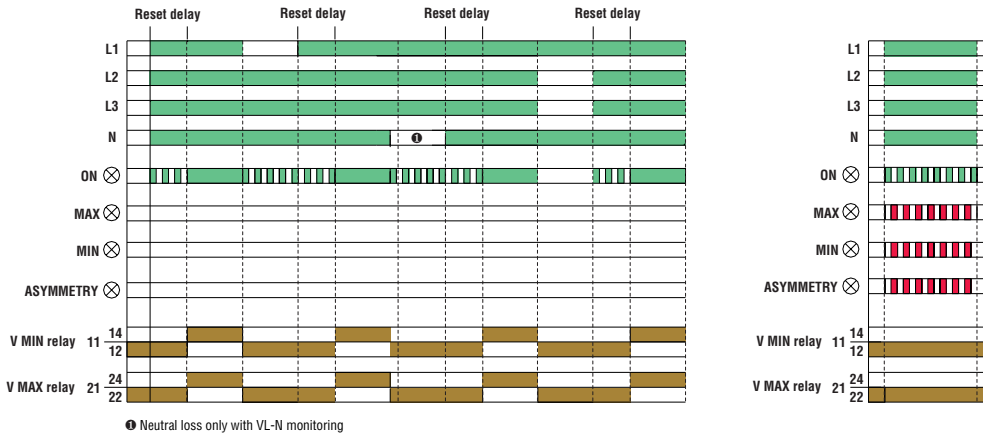 Reset delay Reset delay Reset delay Reset delay
L1
L2
L3
N ❶
ON
MAX
MIN
ASYMMETRY
V MIN relay 11 14
12
V MAX relay 21 24
22
❶ Neutral loss only with VL-N monitoring
L1
L2
L3
N
ON
MAX
MIN
ASYMMETRY
V MIN relay 11 14
12
V MAX relay 21 24
22